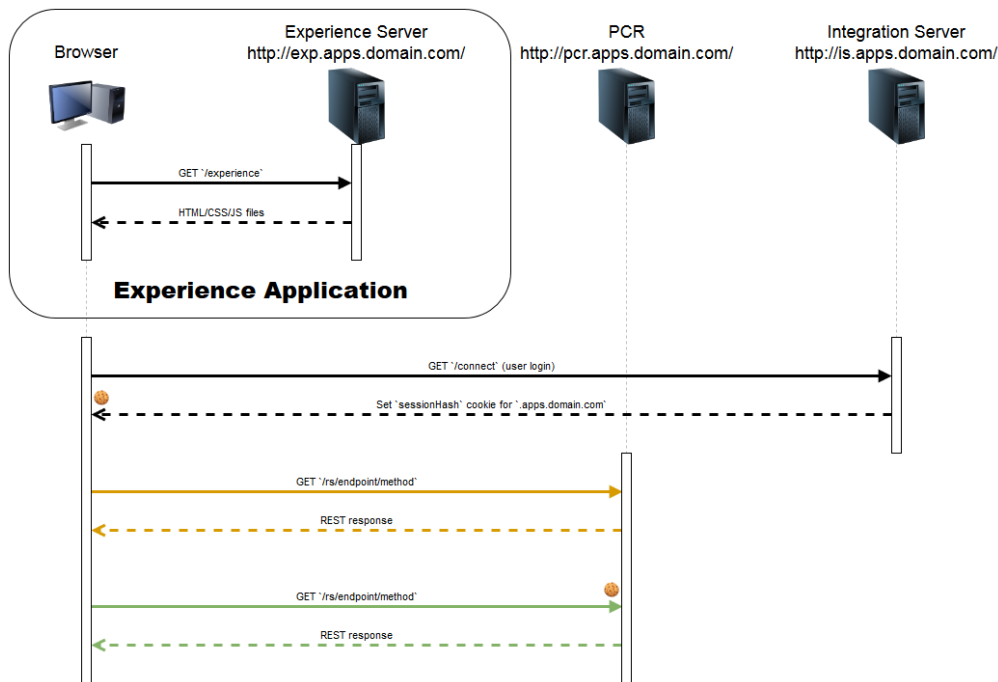 Browser
Experience Server
http://exp.apps.domain.com/
PCR
http://pcr.apps.domain.com/
Integration Server
http://is.apps.domain.com/
GET `/experience`
HTML/CSS/JS files
Experience Application
GET `/connect` (user login)
Set `sessionHash` cookie for `.apps.domain.com`
GET `/rs/endpoint/method`
REST response
GET `/rs/endpoint/method`
REST response